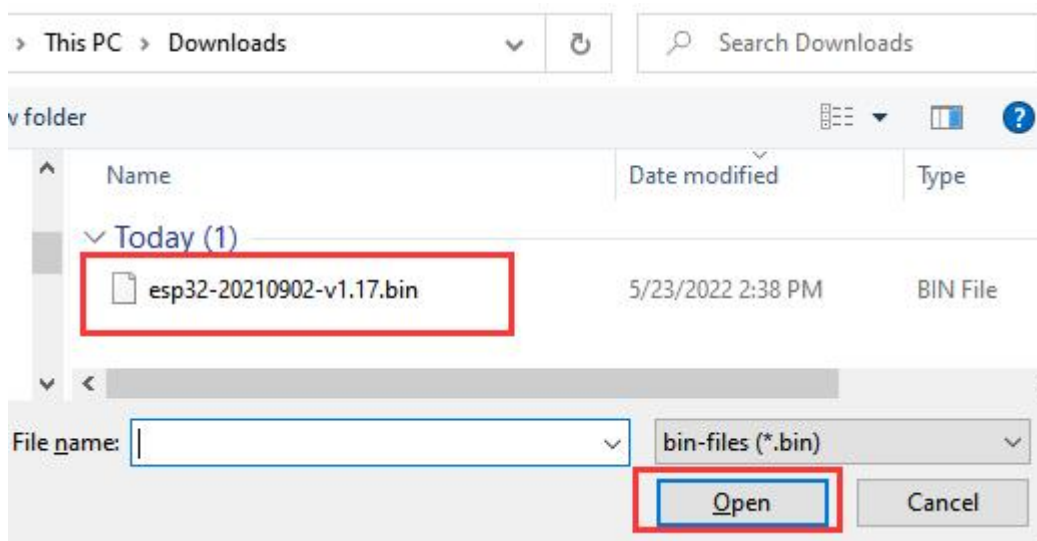 This PC > Downloads
Search Downloads
v folder
Name Date modified Type
Today (1)
esp32-20210902-v1.17.bin 5/23/2022 2:38 PM BIN File
File name: bin-files (*.bin)
Open Cancel